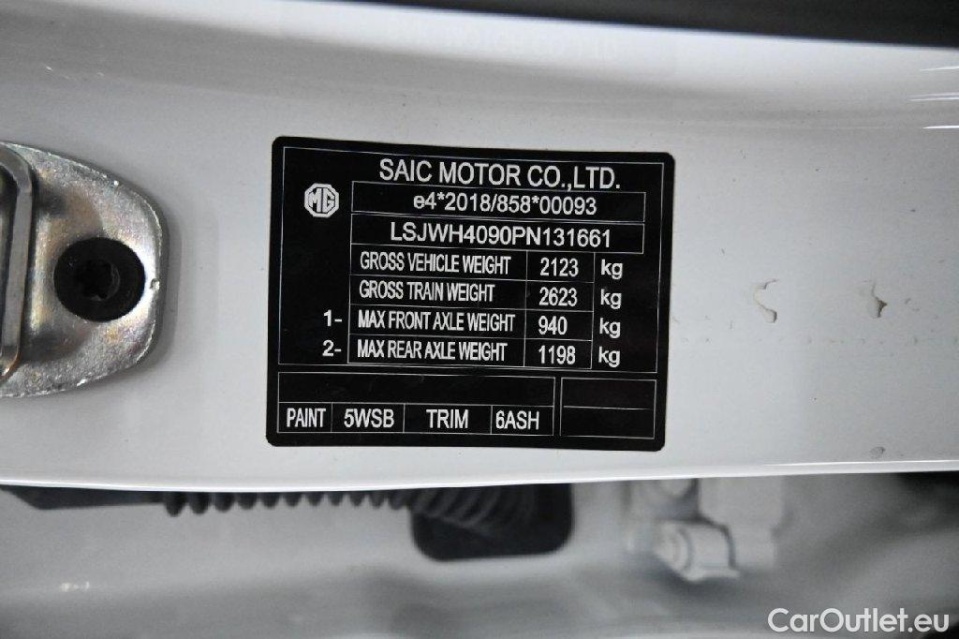 SAIC MOTOR CO.,LTD.
MG
e4*2018/858*00093
LSJWH4090PN131661
GROSS VEHICLE WEIGHT 2123 kg
GROSS TRAIN WEIGHT 2623 kg
1- MAX FRONT AXLE WEIGHT 940 kg
2- MAX REAR AXLE WEIGHT 1198 kg
PAINT 5WSB TRIM 6ASH
CarOutlet.eu